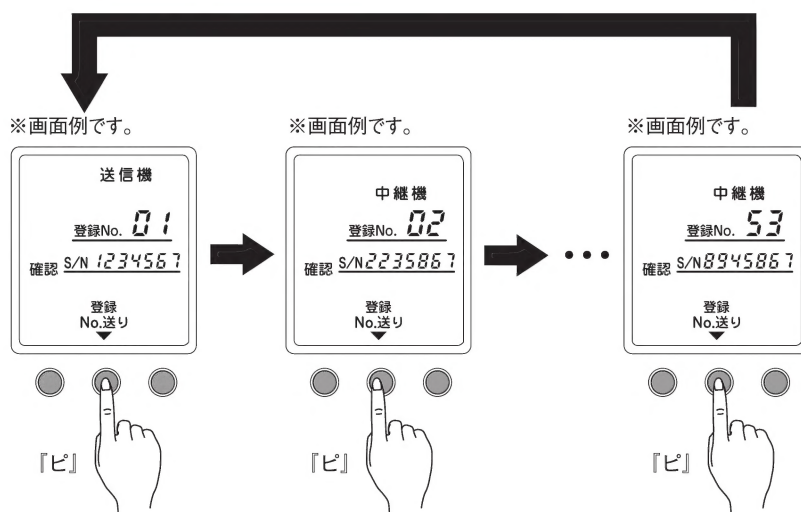 ※画面例です。
送信機
登録No. 01
確認 S/N 1234567
登録
No.送り
『ピ』
※画面例です。
中継機
登録No. 02
確認 S/N2235867
登録
No.送り
『ピ』
・・・
※画面例です。
中継機
登録No. 53
確認 S/N8945867
登録
No.送り
『ピ』